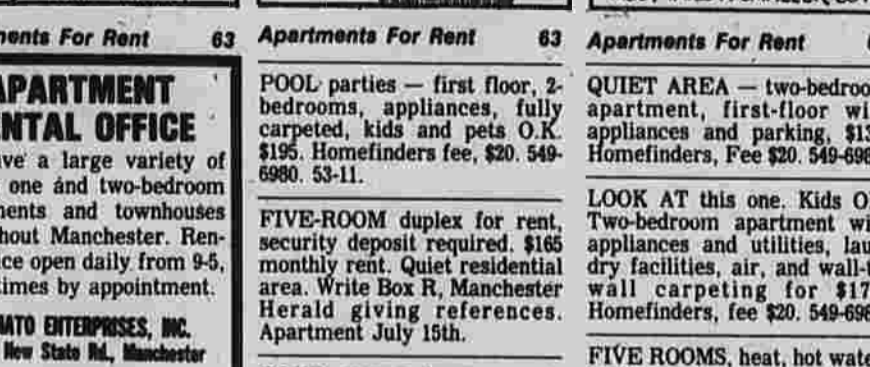 ents For Rent 63
APARTMENT
NTAL OFFICE
ve a large variety of
one and two-bedroom
ents and townhouses
hout Manchester. Ren-
ce open daily from 9-5,
times by appointment.
ATO ENTERPRISES, INC.
New State Rd., Manchester
Apartments For Rent 63
POOL parties — first floor, 2-
bedrooms, appliances, fully
carpeted, kids and pets O.K.
$195. Homefinders fee, $20. 549-
6980. 53-11.
FIVE-ROOM duplex for rent,
security deposit required. $165
monthly rent. Quiet residential
area. Write Box R, Manchester
Herald giving references.
Apartment July 15th.
Apartments For Rent
QUIET AREA — two-bedroo
apartment, first-floor wi
appliances and parking, $13
Homefinders, Fee $20. 549-698
LOOK AT this one. Kids O
Two-bedroom apartment wi
appliances and utilities, lau
dry facilities, air, and wall-t
wall carpeting for $17
Homefinders, fee $20. 549-698
FIVE ROOMS, heat, hot wate